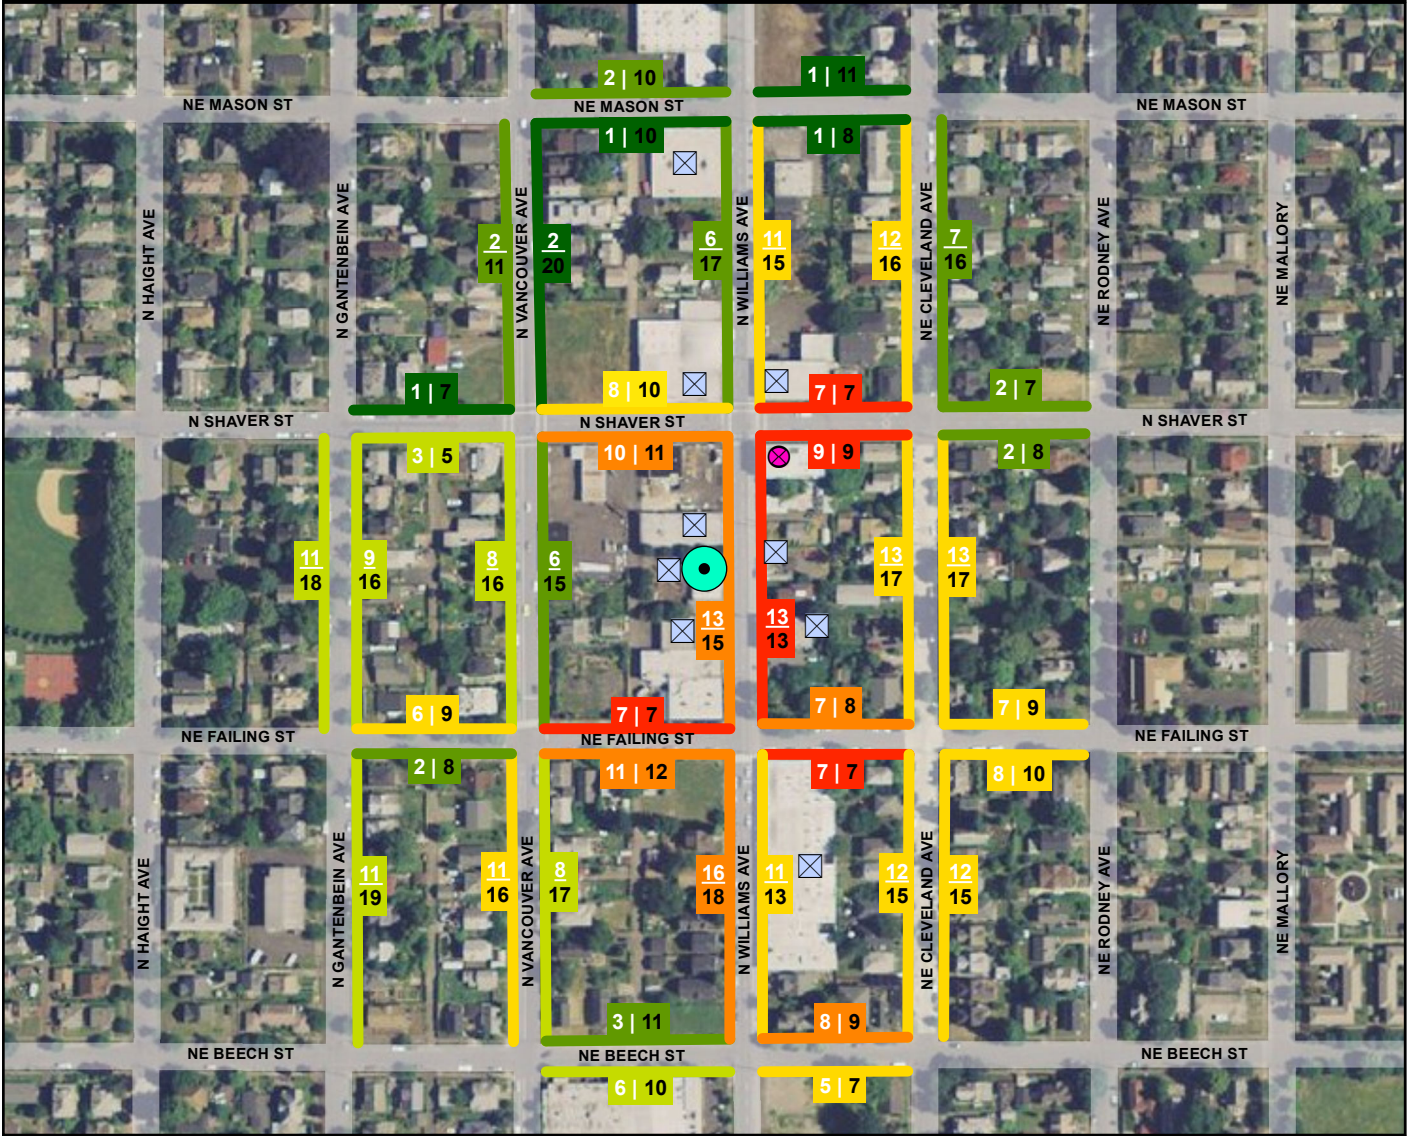 2 | 10
1 | 11
NE MASON ST
NE MASON ST
NE MASON ST
1 | 10
1 | 8
N HAIGHT AVE
N GANTENBEIN AVE
N VANCOUVER AVE
N WILLIAMS AVE
NE CLEVELAND AVE
NE RODNEY AVE
NE MALLORY
2
11
2
20
6
17
11
15
12
16
7
16
1 | 7
8 | 10
7 | 7
2 | 7
N SHAVER ST
N SHAVER ST
N SHAVER ST
3 | 5
10 | 11
9 | 9
2 | 8
11
18
9
16
8
16
6
15
13
15
13
13
13
17
13
17
6 | 9
7 | 7
7 | 8
7 | 9
NE FAILING ST
NE FAILING ST
NE FAILING ST
2 | 8
11 | 12
7 | 7
8 | 10
N HAIGHT AVE
N GANTENBEIN AVE
N VANCOUVER AVE
N WILLIAMS AVE
NE CLEVELAND AVE
NE RODNEY AVE
NE MALLORY
11
19
11
16
8
17
16
18
11
13
12
15
12
15
3 | 11
8 | 9
NE BEECH ST
NE BEECH ST
NE BEECH ST
6 | 10
5 | 7